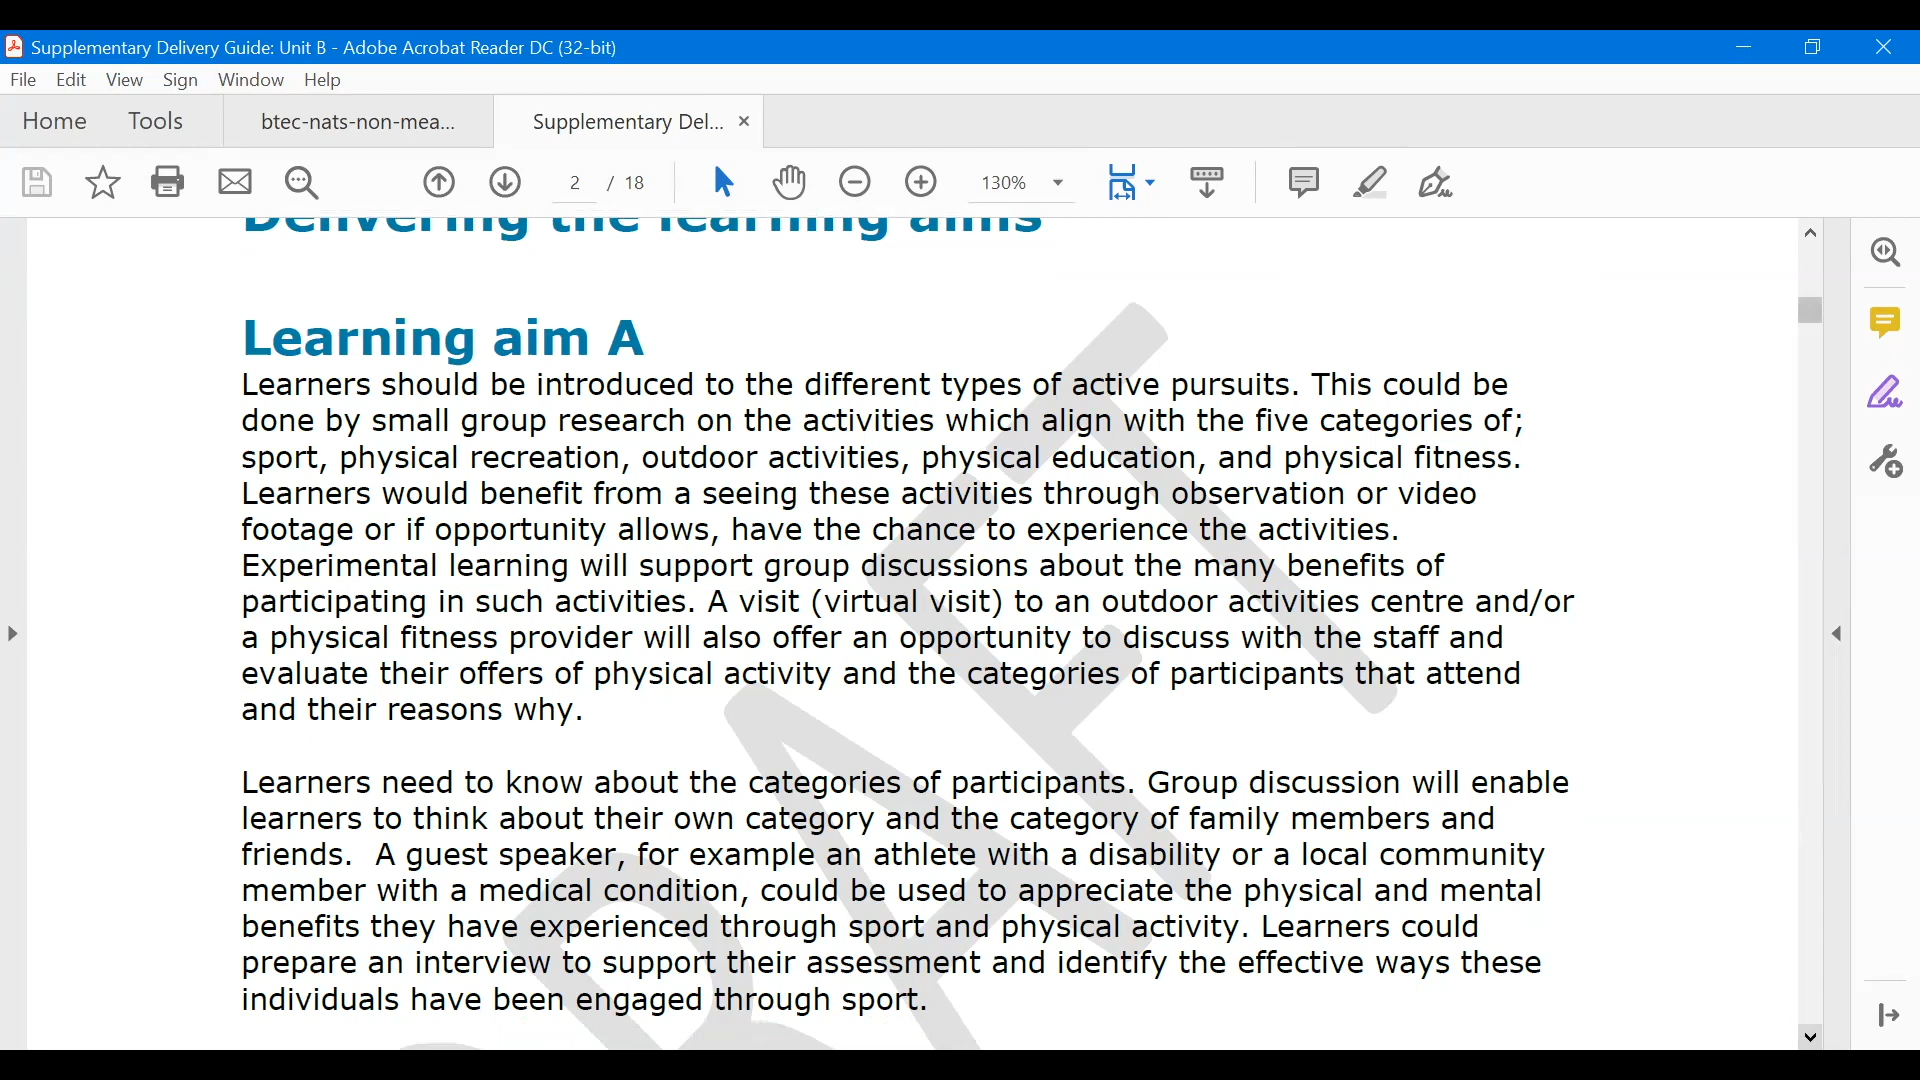 Supplementary Delivery Guide: Unit B - Adobe Acrobat Reader DC (32-bit)
File Edit View Sign Window Help
Home Tools btec-nats-non-mea... Supplementary Del...
2 / 18 130%
Delivering the learning aims
Learning aim A
Learners should be introduced to the different types of active pursuits. This could be
done by small group research on the activities which align with the five categories of;
sport, physical recreation, outdoor activities, physical education, and physical fitness.
Learners would benefit from a seeing these activities through observation or video
footage or if opportunity allows, have the chance to experience the activities.
Experimental learning will support group discussions about the many benefits of
participating in such activities. A visit (virtual visit) to an outdoor activities centre and/or
a physical fitness provider will also offer an opportunity to discuss with the staff and
evaluate their offers of physical activity and the categories of participants that attend
and their reasons why.
Learners need to know about the categories of participants. Group discussion will enable
learners to think about their own category and the category of family members and
friends.  A guest speaker, for example an athlete with a disability or a local community
member with a medical condition, could be used to appreciate the physical and mental
benefits they have experienced through sport and physical activity. Learners could
prepare an interview to support their assessment and identify the effective ways these
individuals have been engaged through sport.
DRAFT